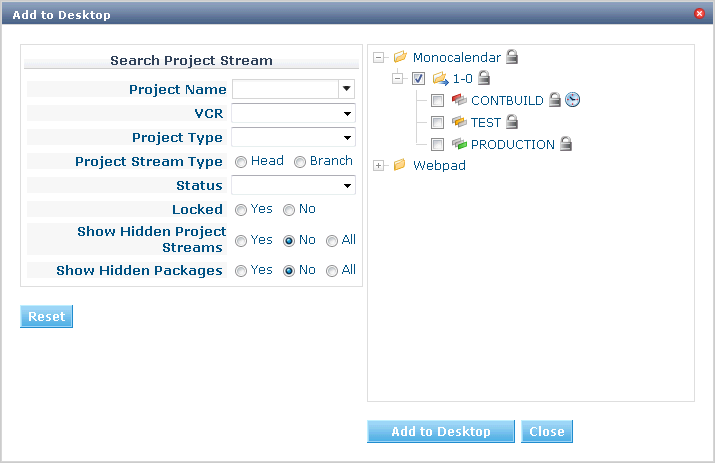 Add to Desktop
Search Project Stream
Project Name
VCR
Project Type
Project Stream Type Head Branch
Status
Locked Yes No
Show Hidden Project
Streams Yes No All
Show Hidden Packages Yes No All
Reset
Monocalendar
1-0
CONTBUILD
TEST
PRODUCTION
Webpad
Add to Desktop Close